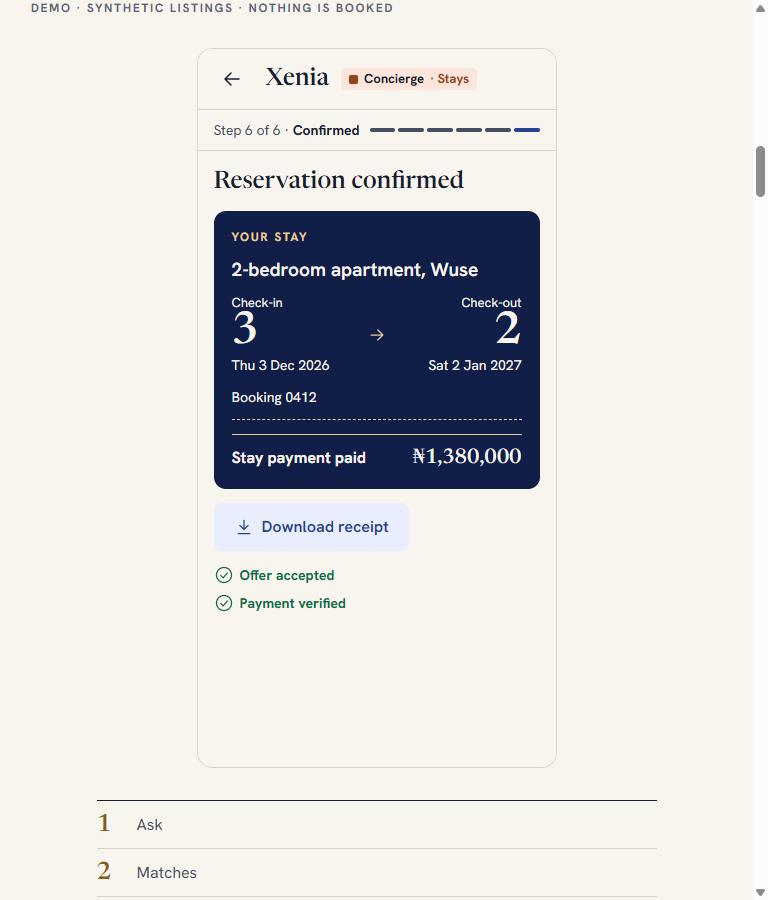 DEMO · SYNTHETIC LISTINGS · NOTHING IS BOOKED
Xenia
Concierge · Stays
Step 6 of 6 · Confirmed
Reservation confirmed
YOUR STAY
2-bedroom apartment, Wuse
Check-in Check-out
3 → 2
Thu 3 Dec 2026 Sat 2 Jan 2027
Booking 0412
Stay payment paid ₦1,380,000
Download receipt
Offer accepted
Payment verified
1 Ask
2 Matches